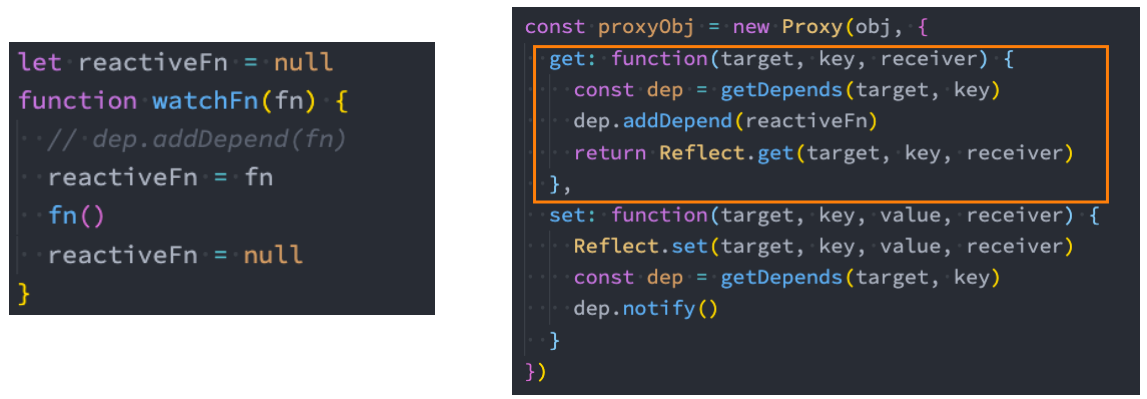 let reactiveFn = null
function watchFn(fn) {
  // dep.addDepend(fn)
  reactiveFn = fn
  fn()
  reactiveFn = null
}
const proxyObj = new Proxy(obj, {
  get: function(target, key, receiver) {
    const dep = getDepends(target, key)
    dep.addDepend(reactiveFn)
    return Reflect.get(target, key, receiver)
  },
  set: function(target, key, value, receiver) {
    Reflect.set(target, key, value, receiver)
    const dep = getDepends(target, key)
    dep.notify()
  }
})